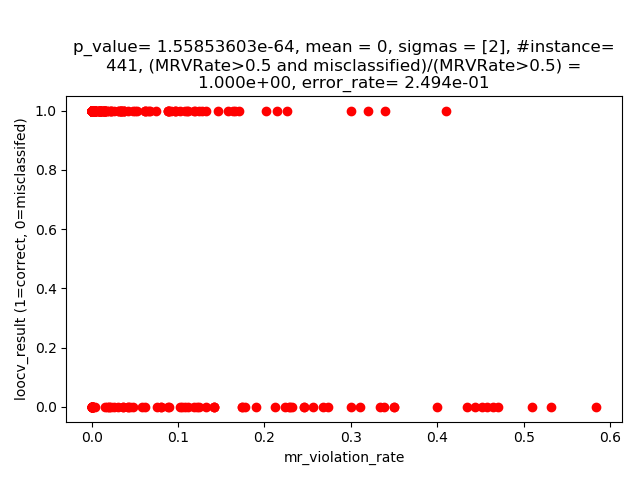 p_value= 1.55853603e-64, mean = 0, sigmas = [2], #instance=
441, (MRVRate>0.5 and misclassified)/(MRVRate>0.5) =
1.000e+00, error_rate= 2.494e-01
1.0
0.8
0.6
0.4
0.2
0.0
loocv_result (1=correct, 0=misclassifed)
0.0 0.1 0.2 0.3 0.4 0.5 0.6
mr_violation_rate